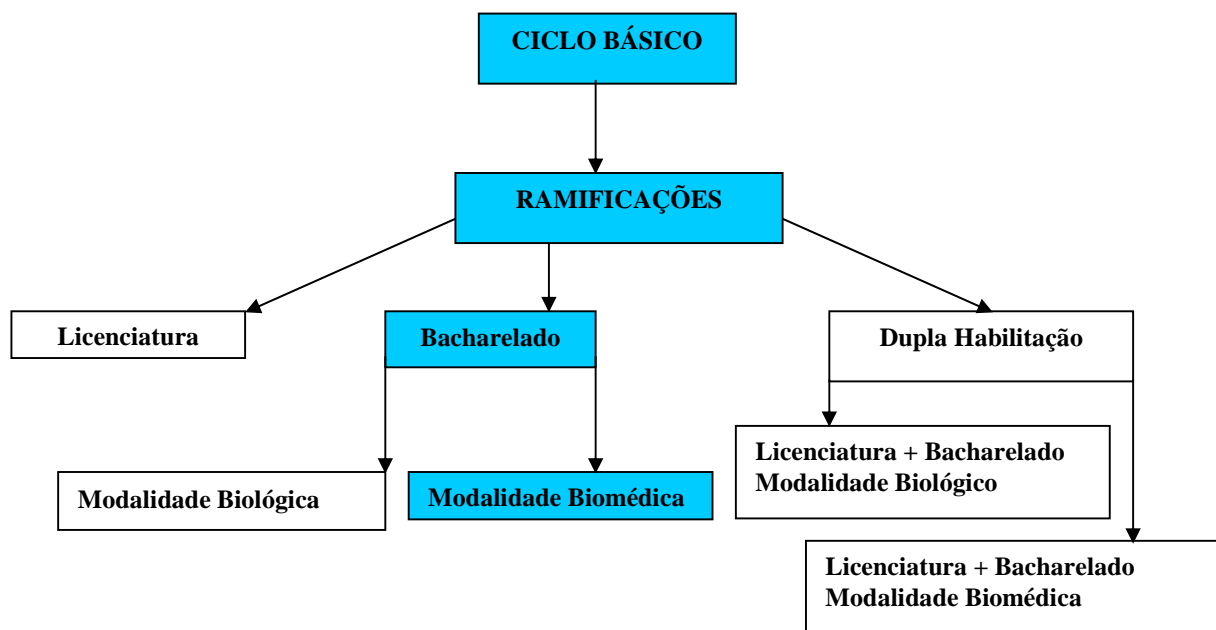 CICLO BÁSICO
RAMIFICAÇÕES
Licenciatura
Bacharelado
Dupla Habilitação
Licenciatura + Bacharelado
Modalidade Biológico
Modalidade Biológica
Modalidade Biomédica
Licenciatura + Bacharelado
Modalidade Biomédica